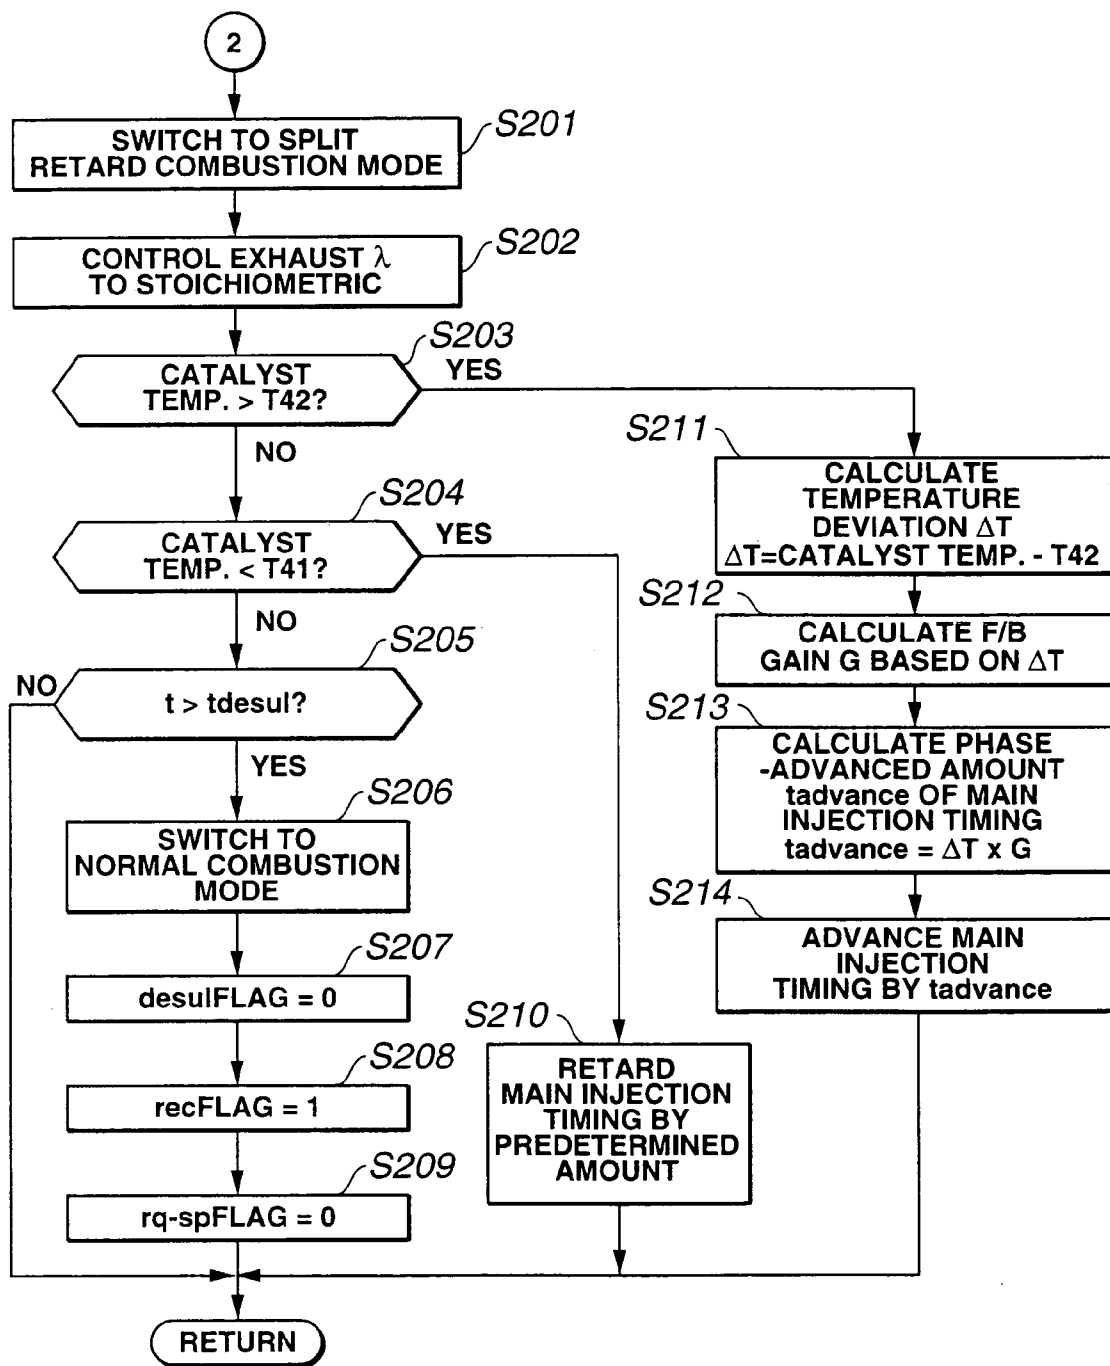 2
S201
SWITCH TO SPLIT
RETARD COMBUSTION MODE
S202
CONTROL EXHAUST λ
TO STOICHIOMETRIC
S203
CATALYST
TEMP. > T42?
YES
NO
S204
CATALYST
TEMP. < T41?
YES
NO
S205
t > tdesul?
NO
YES
S206
SWITCH TO
NORMAL COMBUSTION
MODE
S207
desulFLAG = 0
S208
recFLAG = 1
S209
rq-spFLAG = 0
S210
RETARD
MAIN INJECTION
TIMING BY
PREDETERMINED
AMOUNT
S211
CALCULATE
TEMPERATURE
DEVIATION ΔT
ΔT=CATALYST TEMP. - T42
S212
CALCULATE F/B
GAIN G BASED ON ΔT
S213
CALCULATE PHASE
-ADVANCED AMOUNT
tadvance OF MAIN
INJECTION TIMING
tadvance = ΔT x G
S214
ADVANCE MAIN
INJECTION
TIMING BY tadvance
RETURN